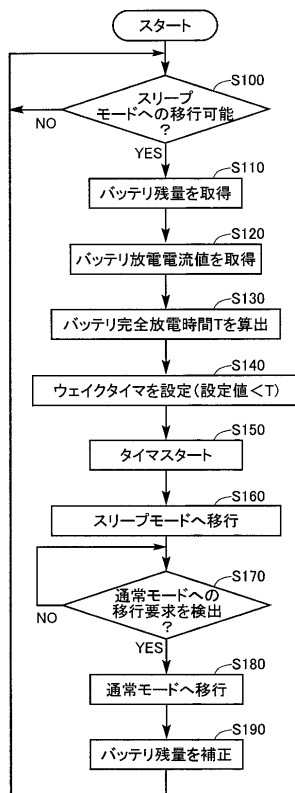 スタート
S100
スリープ
モードへの移行可能
?
NO
YES
S110
バッテリ残量を取得
S120
バッテリ放電電流値を取得
S130
バッテリ完全放電時間Tを算出
S140
ウェイクタイマを設定(設定値<T)
S150
タイマスタート
S160
スリープモードへ移行
S170
通常モードへの
移行要求を検出
?
NO
YES
S180
通常モードへ移行
S190
バッテリ残量を補正